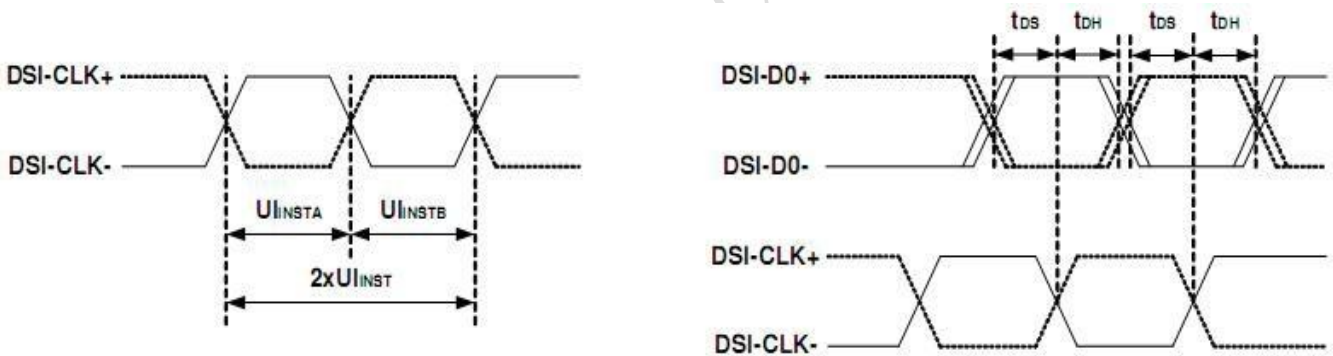 DSI-CLK+
DSI-CLK-
UIINSTA UIINSTB
2xUIINST
tDS tDH tDS tDH
DSI-D0+
DSI-D0-
DSI-CLK+
DSI-CLK-